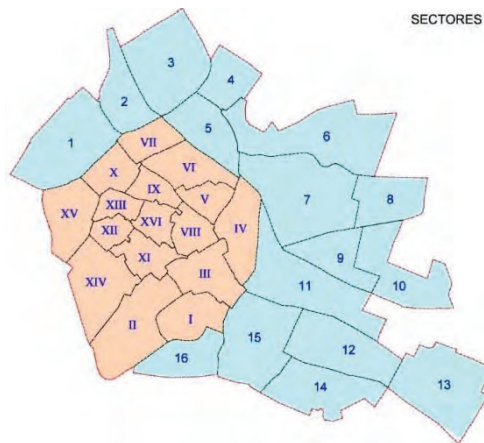 SECTORES
3
4
2
1
5
6
VII
X
VI
IX
7
8
XV
XIII
V
XII
XVI
VIII
IV
9
XI
10
XIV
III
11
II
I
15
12
16
14
13